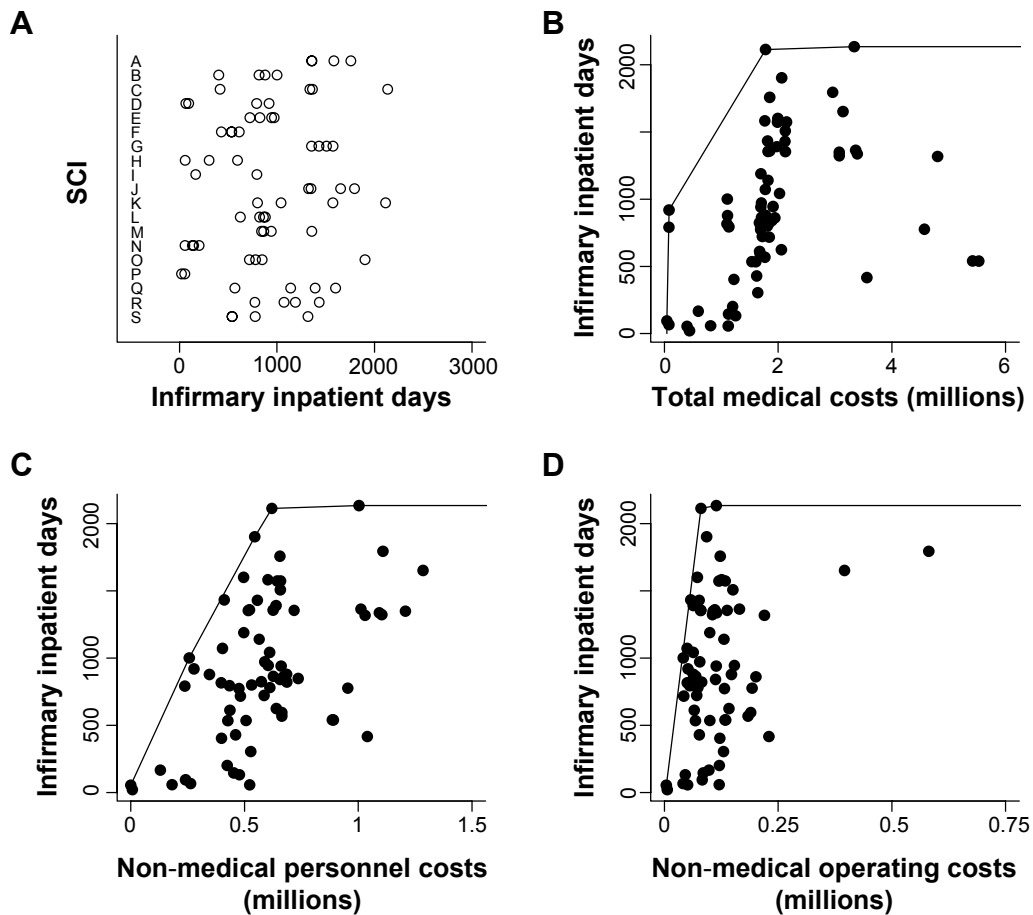 A
SCI
A
B
C
D
E
F
G
H
I
J
K
L
M
N
O
P
Q
R
S
0 1000 2000 3000
Infirmary inpatient days
B
Infirmary inpatient days
2000
1000
500
0
0 2 4 6
Total medical costs (millions)
C
Infirmary inpatient days
2000
1000
500
0
0 0.5 1 1.5
Non-medical personnel costs
(millions)
D
Infirmary inpatient days
2000
1000
500
0
0 0.25 0.5 0.75
Non-medical operating costs
(millions)